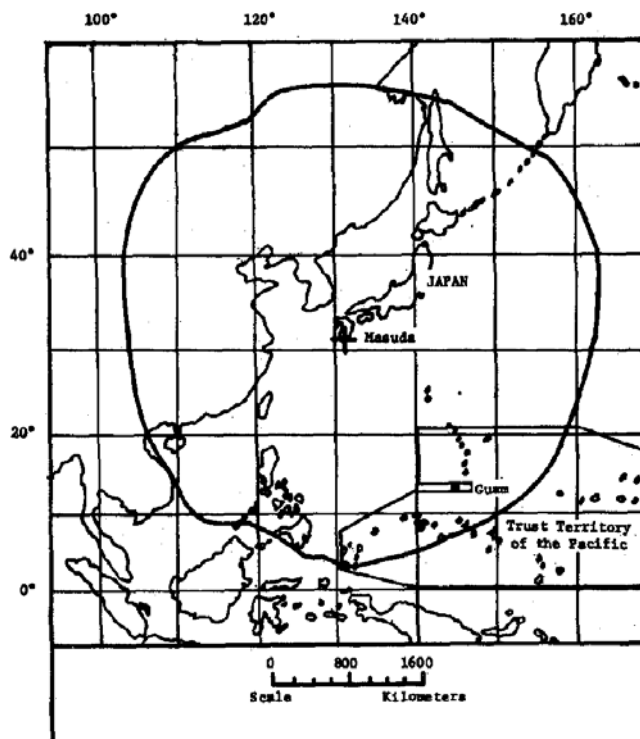 100° 120° 140° 160°
40°
JAPAN
Masuda
20°
Guam
10°
Trust Territory
of the Pacific
0°
0 800 1600
Scale Kilometers